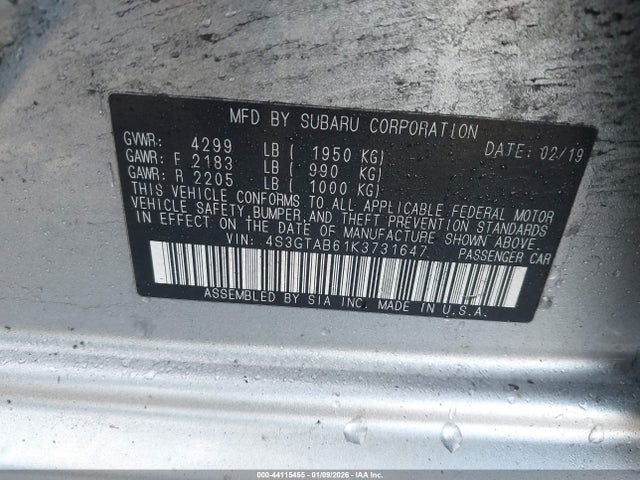 MFD BY SUBARU CORPORATION
GVWR: 4299 LB ( 1950 KG) DATE: 02/19
GAWR: F 2183 LB ( 990 KG)
GAWR: R 2205 LB ( 1000 KG)
THIS VEHICLE CONFORMS TO ALL APPLICABLE FEDERAL MOTOR
VEHICLE SAFETY, BUMPER, AND THEFT PREVENTION STANDARDS
IN EFFECT ON THE DATE OF MANUFACTURE SHOWN ABOVE.
VIN: 4S3GTAB61K3731647 PASSENGER CAR
ASSEMBLED BY SIA INC. MADE IN U.S.A.
000-44115455 - 01/09/2026 - IAAI.COM